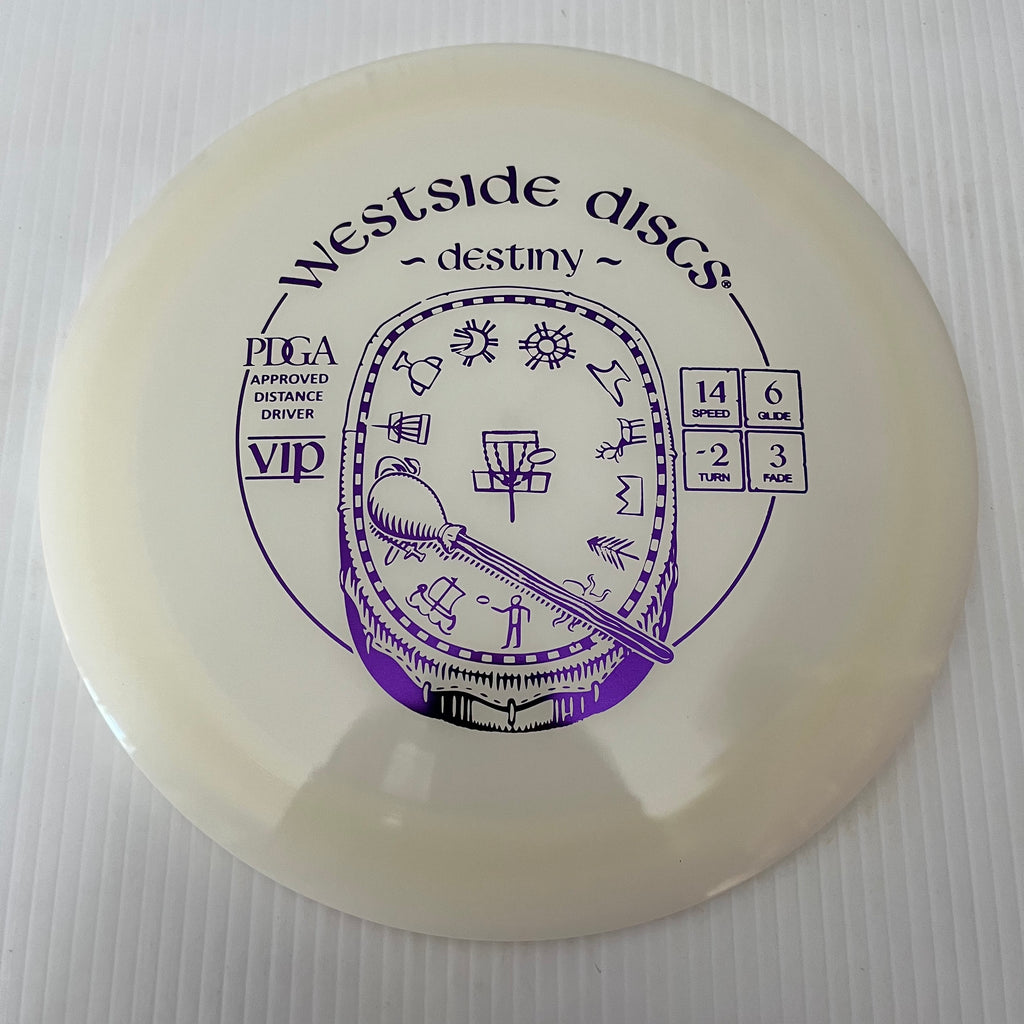 westside discs®
~ destiny ~
PDGA
APPROVED
DISTANCE
DRIVER
VIP
14
SPEED
6
GLIDE
-2
TURN
3
FADE